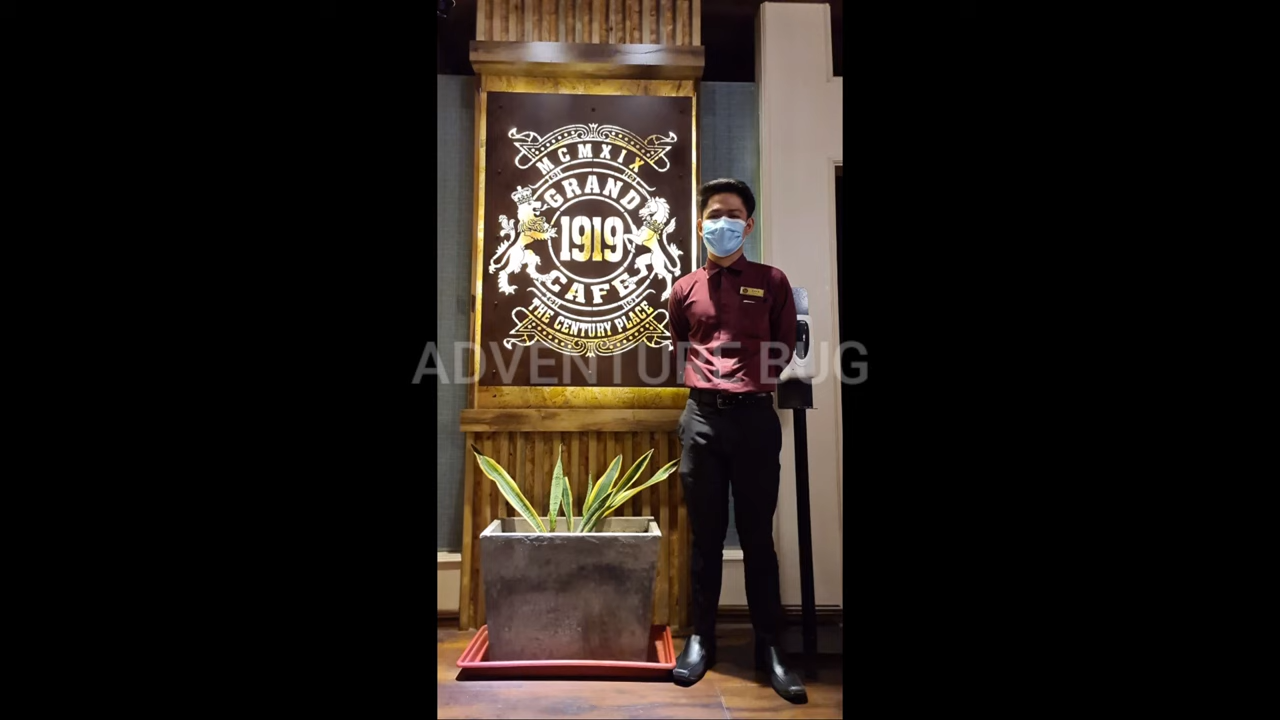 MCMXIX
GRAND
1919
CAFE
THE CENTURY PLACE
ADVENTURE BUG